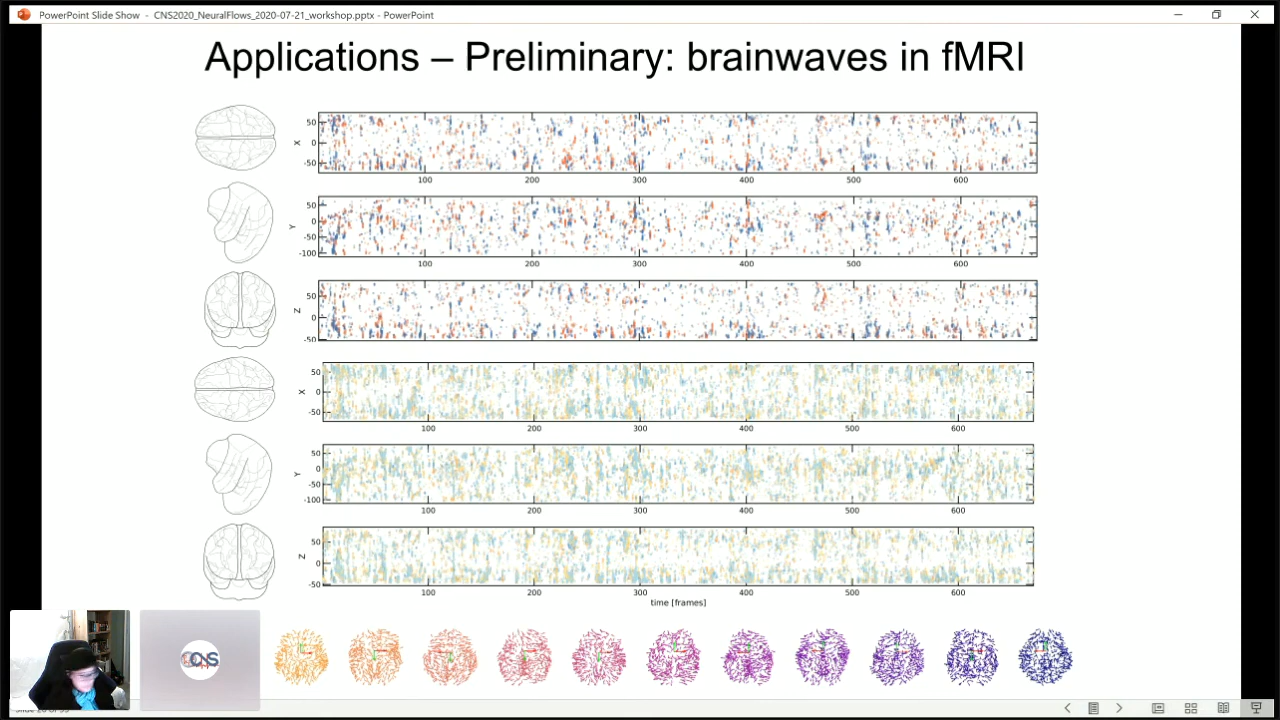 PowerPoint Slide Show - CNS2020_NeuralFlows_2020-07-21_workshop.pptx - PowerPoint
Applications – Preliminary: brainwaves in fMRI
50
X 0
-50
100 200 300 400 500 600
50
0
Y -50
-100
100 200 300 400 500 600
50
Z
0
-50
100 200 300 400 500 600
50
X 0
-50
100 200 300 400 500 600
50
0
Y
-50
-100
100 200 300 400 500 600
50
Z
0
-50
100 200 300 400 500 600
time [frames]
CNS